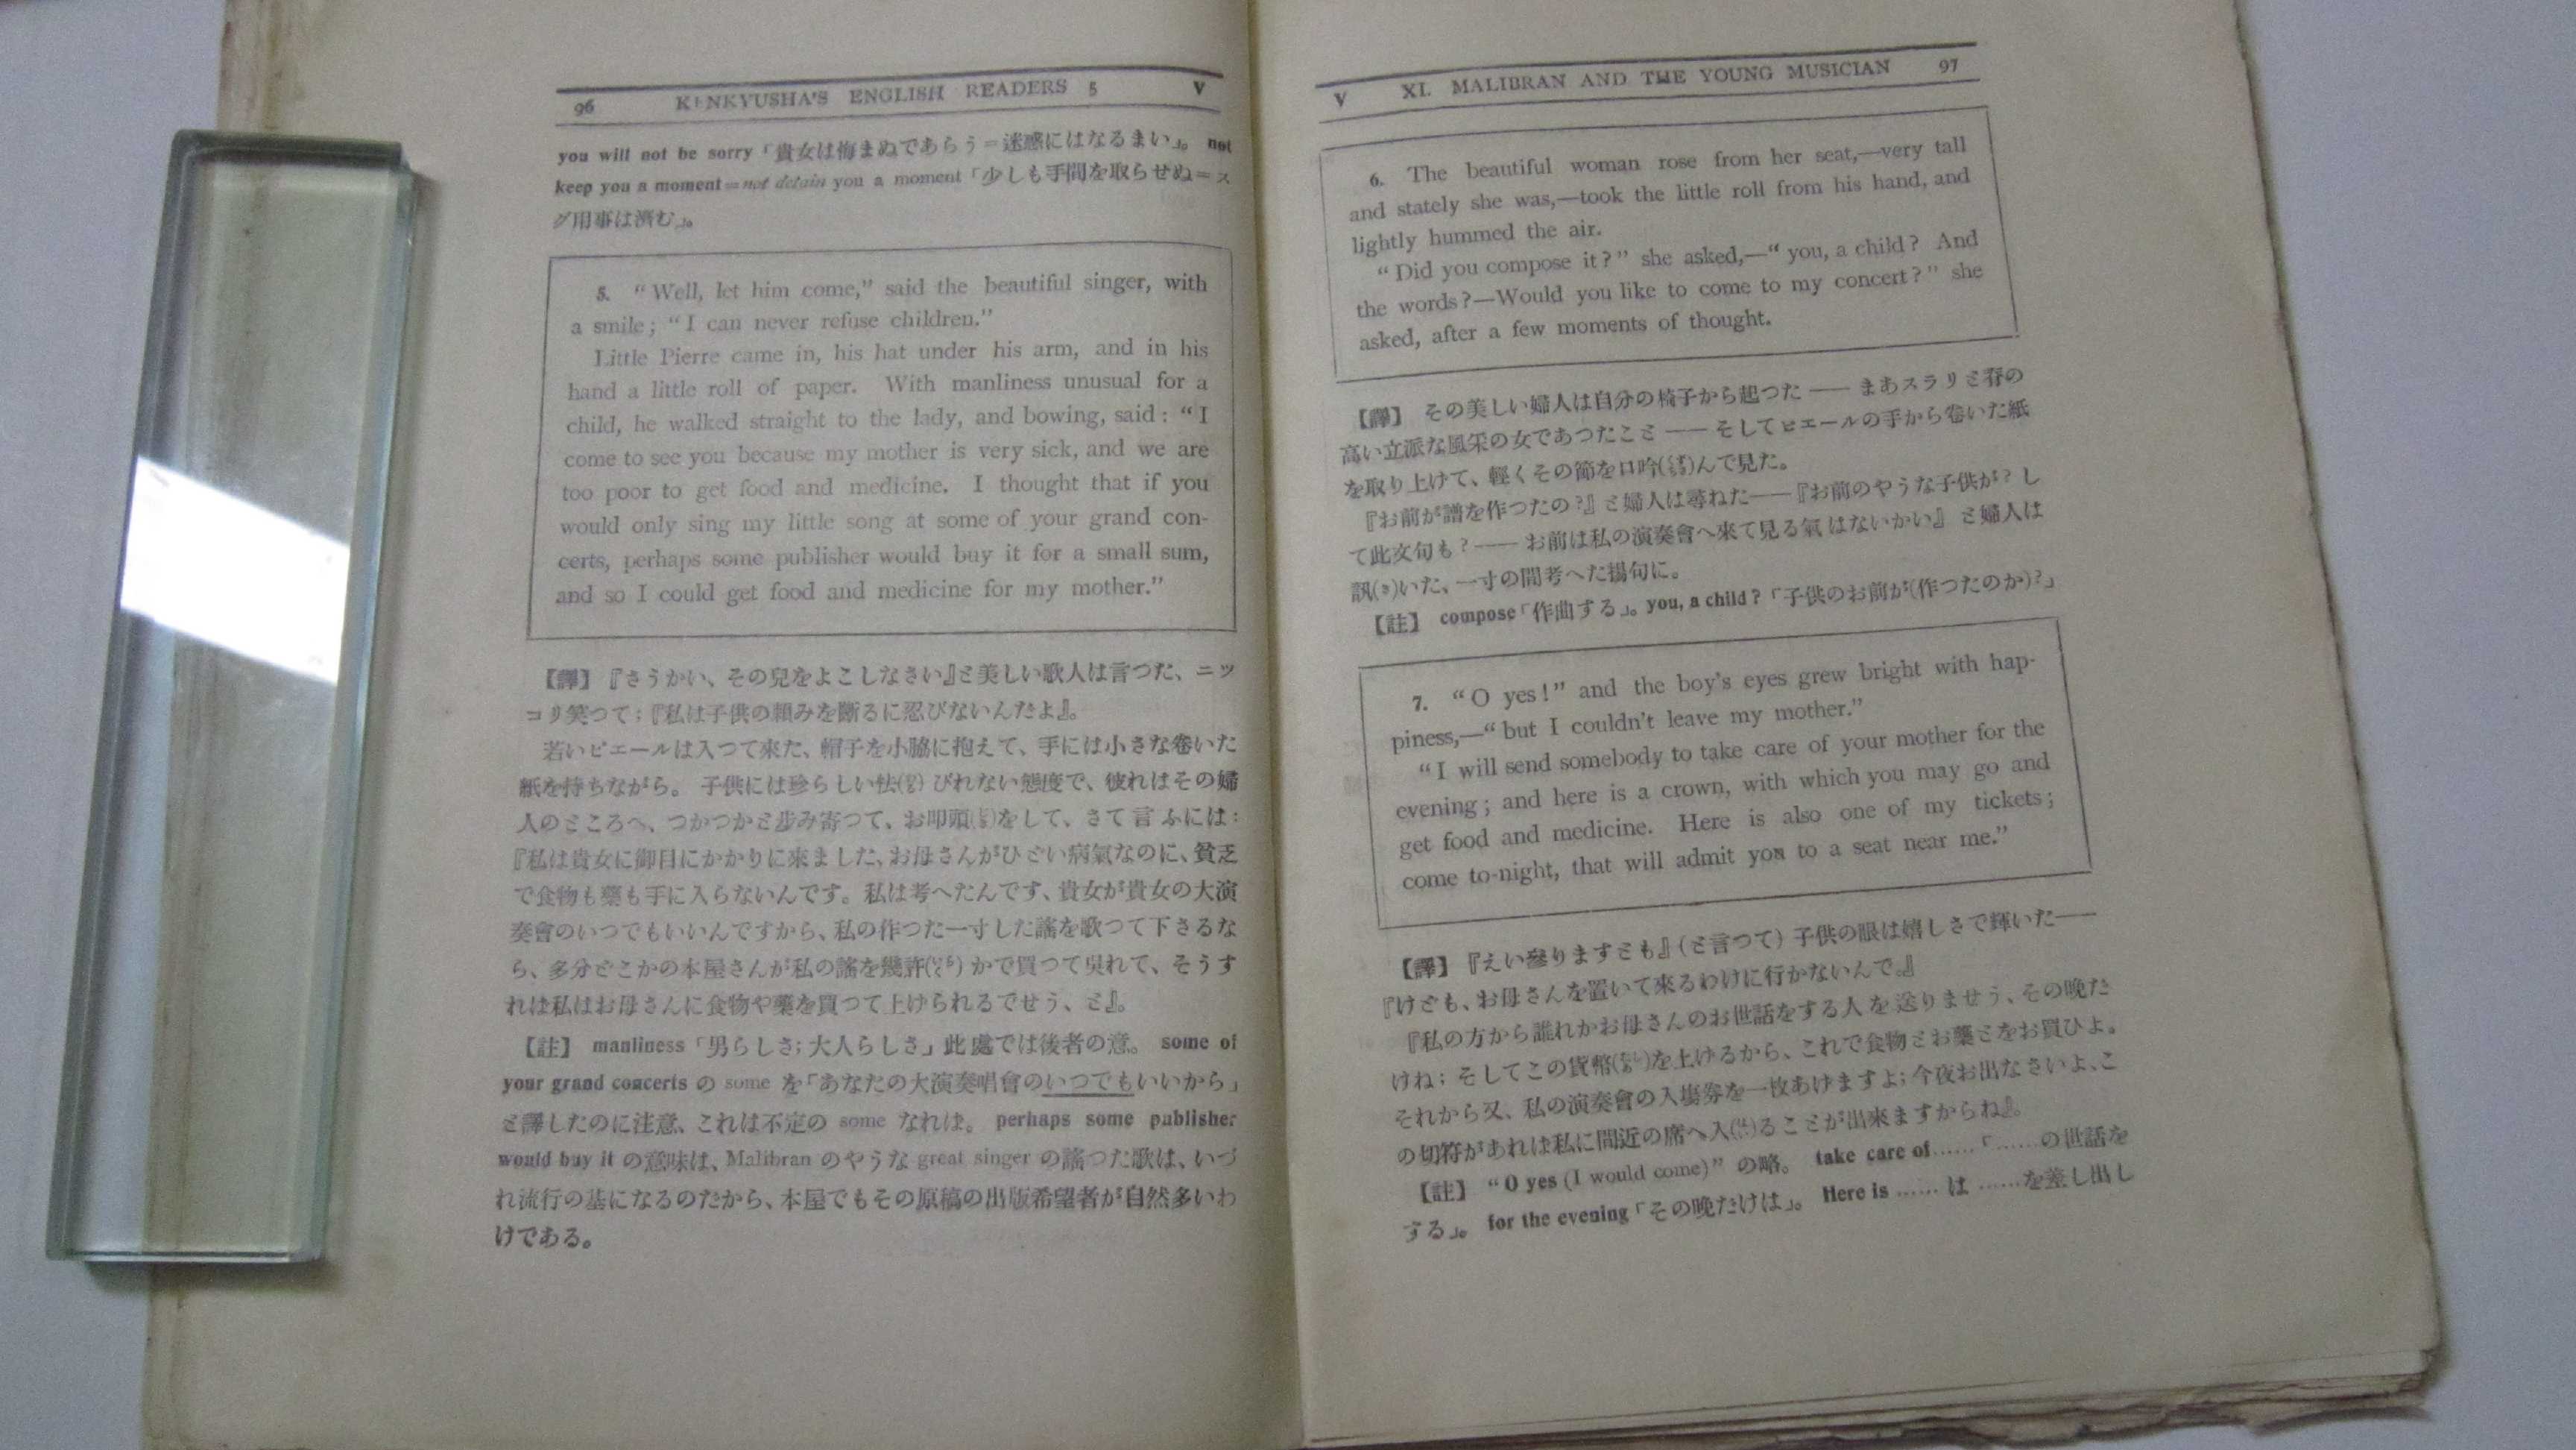 96 KENKYUSHA'S ENGLISH READERS 5 V
you will not be sorry「貴女は悔まぬであらう＝迷惑にはなるまい」。 not
keep you a moment＝not detain you a moment「少しも手間を取らせぬ＝ス
グ用事は濟む」。
5. “Well, let him come,” said the beautiful singer, with
a smile; “I can never refuse children.”
Little Pierre came in, his hat under his arm, and in his
hand a little roll of paper. With manliness unusual for a
child, he walked straight to the lady, and bowing, said: “I
come to see you because my mother is very sick, and we are
too poor to get food and medicine. I thought that if you
would only sing my little song at some of your grand con-
certs, perhaps some publisher would buy it for a small sum,
and so I could get food and medicine for my mother.”
【譯】『さうかい、その兒をよこしなさい』と美しい歌人は言つた、ニツ
コリ笑つて；『私は子供の頼みを斷るに忍びないんだよ』。
若いピエールは入つて來た、帽子を小脇に抱えて、手には小さな卷いた
紙を持ちながら。 子供には珍らしい怯びれない態度で、彼れはその婦
人のところへ、つかつかと歩み寄つて、お叩頭をして、さて言ふには：
『私は貴女に御目にかかりに來ました、お母さんがひどい病氣なのに、貧乏
で食物も藥も手に入らないんです。私は考へたんです、貴女が貴女の大演
奏會のいつでもいいんですから、私の作つた一寸した謠を歌つて下さるな
ら、多分どこかの本屋さんが私の謠を幾許かで買つて呉れて、そうす
れば私はお母さんに食物や藥を買つて上げられるでせう、と』。
【註】 manliness「男らしさ；大人らしさ」此處では後者の意。 some of
your grand concerts の some を「あなたの大演奏唱會のいつでもいいから」
と譯したのに注意、これは不定の some なれば。 perhaps some publisher
would buy it の意味は、Malibran のやうな great singer の謠つた歌は、いづ
れ流行の基になるのだから、本屋でもその原稿の出版希望者が自然多いわ
けである。
V XI. MALIBRAN AND THE YOUNG MUSICIAN 97
6. The beautiful woman rose from her seat,—very tall
and stately she was,—took the little roll from his hand, and
lightly hummed the air.
“Did you compose it?” she asked,—“you, a child? And
the words?—Would you like to come to my concert?” she
asked, after a few moments of thought.
【譯】 その美しい婦人は自分の椅子から起つた —— まあスラリと脊の
高い立派な風采の女であつたこと —— そしてピエールの手から卷いた紙
を取り上げて、輕くその節を口吟んで見た。
『お前が譜を作つたの？』と婦人は尋ねた——『お前のやうな子供が？ し
て此文句も？—— お前は私の演奏會へ來て見る氣はないかい』 と婦人は
訊(き)いた、一寸の間考へた揚句に。
【註】 compose「作曲する」。you, a child?「子供のお前が(作つたのか)？」
7. “O yes!” and the boy's eyes grew bright with hap-
piness,—“but I couldn't leave my mother.”
“I will send somebody to take care of your mother for the
evening; and here is a crown, with which you may go and
get food and medicine. Here is also one of my tickets;
come to-night, that will admit you to a seat near me.”
【譯】『えい參りますとも』(と言つて) 子供の眼は嬉しさで輝いた——
『けども、お母さんを置いて來るわけに行かないんで。』
『私の方から誰れかお母さんのお世話をする人を送りませう、その晩だ
けね； そしてこの貨幣を上げるから、これで食物とお藥とをお買ひよ。
それから又、私の演奏會の入場券を一枚あげますよ；今夜お出なさいよ、こ
の切符があれば私に間近の席へ入ることが出來ますからね』。
【註】 “O yes (I would come)” の略。 take care of......「......の世話を
する」。 for the evening「その晩だけは」。 Here is ...... は ......を差し出し